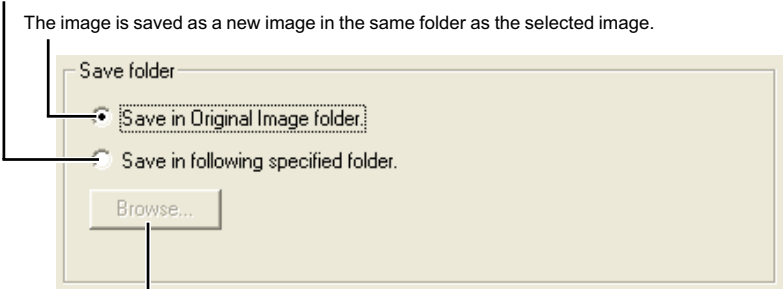 The image is saved as a new image in the same folder as the selected image.
Save folder
Save in Original Image folder.
Save in following specified folder.
Browse...